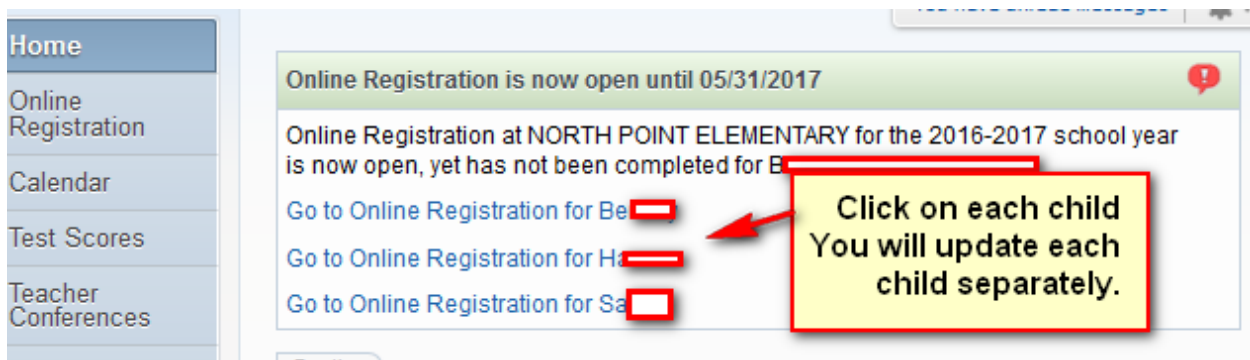 Home
Online
Registration
Calendar
Test Scores
Teacher
Conferences
Online Registration is now open until 05/31/2017
Online Registration at NORTH POINT ELEMENTARY for the 2016-2017 school year
is now open, yet has not been completed for B
Go to Online Registration for Be
Go to Online Registration for Ha
Go to Online Registration for Sa
Click on each child
You will update each
child separately.